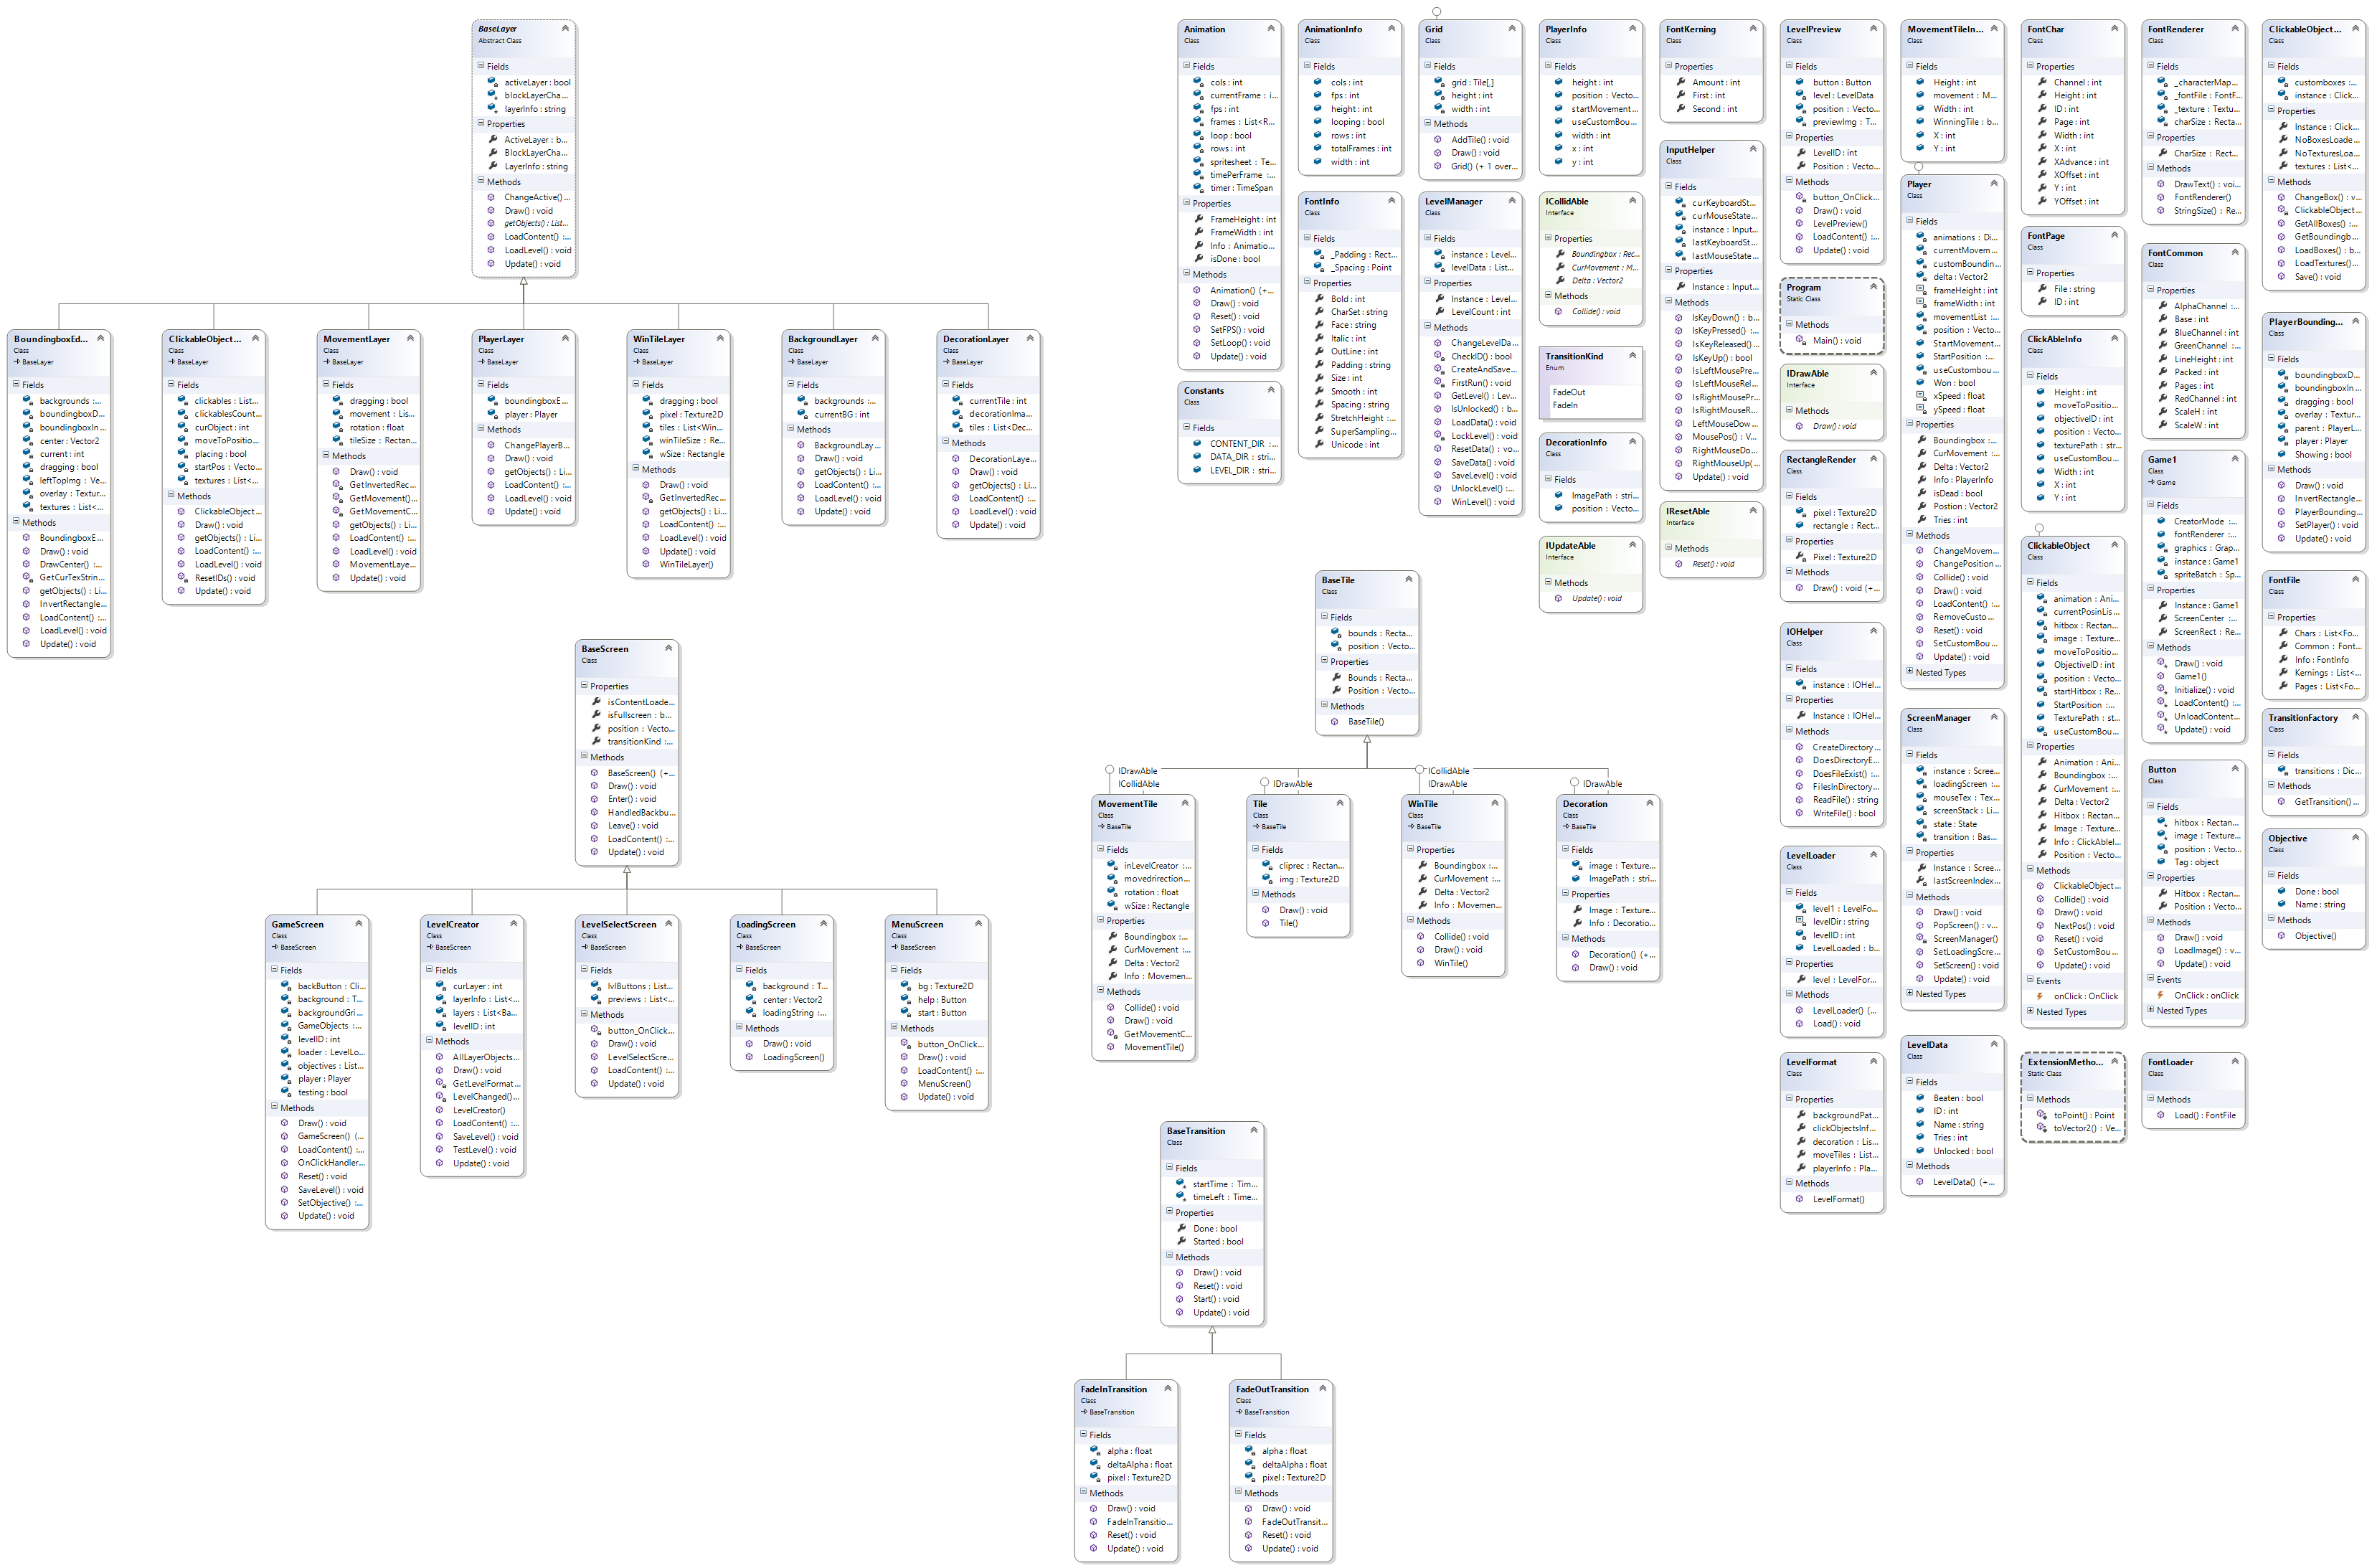 BaseLayer
Abstract Class
Fields
activeLayer : bool
blockLayerCha...
layerInfo : string
Properties
ActiveLayer : b...
BlockLayerCha...
LayerInfo : string
Methods
ChangeActive() ...
Draw() : void
getObjects() : List...
LoadContent() :...
LoadLevel() : void
Update() : void
BoundingboxEd...
Class
BaseLayer
Fields
backgrounds :...
boundingboxD...
boundingboxIn...
center : Vector2
current : int
dragging : bool
leftTopImg : Ve...
overlay : Textur...
textures : List<...
Methods
BoundingboxE...
Draw() : void
DrawCenter() :...
GetCurTexStrin...
getObjects() : Li...
InvertRectangle...
LoadContent() :...
LoadLevel() : void
Update() : void
ClickableObject...
Class
BaseLayer
Fields
clickables : List...
clickablesCount...
curObject : int
moveToPositio...
placing : bool
startPos : Vecto...
textures : List<...
Methods
ClickableObject...
Draw() : void
getObjects() : Li...
LoadContent() :...
LoadLevel() : void
ResetIDs() : void
Update() : void
MovementLayer
Class
BaseLayer
Fields
dragging : bool
movement : Lis...
rotation : float
tileSize : Rectan...
Methods
Draw() : void
GetInvertedRec...
GetMovement()...
GetMovementC...
getObjects() : Li...
LoadContent() :...
LoadLevel() : void
MovementLaye...
Update() : void
PlayerLayer
Class
BaseLayer
Fields
boundingboxE...
player : Player
Methods
ChangePlayerB...
Draw() : void
getObjects() : Li...
LoadContent() :...
LoadLevel() : void
Update() : void
WinTileLayer
Class
BaseLayer
Fields
dragging : bool
pixel : Texture2D
tiles : List<Win...
winTileSize : Re...
wSize : Rectangle
Methods
Draw() : void
GetInvertedRec...
getObjects() : Li...
LoadContent() :...
LoadLevel() : void
Update() : void
WinTileLayer()
BackgroundLayer
Class
BaseLayer
Fields
backgrounds :...
currentBG : int
Methods
BackgroundLay...
Draw() : void
getObjects() : Li...
LoadContent() :...
LoadLevel() : void
Update() : void
DecorationLayer
Class
BaseLayer
Fields
currentTile : int
decorationIma...
tiles : List<Dec...
Methods
DecorationLaye...
Draw() : void
getObjects() : Li...
LoadContent() :...
LoadLevel() : void
Update() : void
BaseScreen
Class
Properties
isContentLoade...
isFullscreen : b...
position : Vecto...
transitionKind :...
Methods
BaseScreen() (+...
Draw() : void
Enter() : void
HandledBackbu...
Leave() : void
LoadContent() :...
Update() : void
GameScreen
Class
BaseScreen
Fields
backButton : Cli...
background : T...
backgroundGri...
GameObjects :...
levelID : int
loader : LevelLo...
objectives : List...
player : Player
testing : bool
Methods
Draw() : void
GameScreen() (...
LoadContent() :...
OnClickHandler...
Reset() : void
SaveLevel() : void
SetObjective() :...
Update() : void
LevelCreator
Class
BaseScreen
Fields
curLayer : int
layerInfo : List<...
layers : List<Ba...
levelID : int
Methods
AllLayerObjects...
Draw() : void
GetLevelFormat...
LevelChanged()...
LevelCreator()
LoadContent() :...
SaveLevel() : void
TestLevel() : void
Update() : void
LevelSelectScreen
Class
BaseScreen
Fields
lvlButtons : List...
previews : List<...
Methods
button_OnClick...
Draw() : void
LevelSelectScre...
LoadContent() :...
Update() : void
LoadingScreen
Class
BaseScreen
Fields
background : T...
center : Vector2
loadingString :...
Methods
Draw() : void
LoadingScreen()
MenuScreen
Class
BaseScreen
Fields
bg : Texture2D
help : Button
start : Button
Methods
button_OnClick...
Draw() : void
LoadContent() :...
MenuScreen()
Update() : void
Animation
Class
Fields
cols : int
currentFrame : i...
fps : int
frames : List<R...
loop : bool
rows : int
spritesheet : Te...
timePerFrame :...
timer : TimeSpan
Properties
FrameHeight : int
FrameWidth : int
Info : Animatio...
isDone : bool
Methods
Animation() (+...
Draw() : void
Reset() : void
SetFPS() : void
SetLoop() : void
Update() : void
Constants
Class
Fields
CONTENT_DIR :...
DATA_DIR : stri...
LEVEL_DIR : stri...
AnimationInfo
Class
Fields
cols : int
fps : int
height : int
looping : bool
rows : int
totalFrames : int
width : int
FontInfo
Class
Fields
_Padding : Rect...
_Spacing : Point
Properties
Bold : int
CharSet : string
Face : string
Italic : int
OutLine : int
Padding : string
Size : int
Smooth : int
Spacing : string
StretchHeight :...
SuperSampling...
Unicode : int
Grid
Class
Fields
grid : Tile[,]
height : int
width : int
Methods
AddTile() : void
Draw() : void
Grid() (+ 1 over...
LevelManager
Class
Fields
instance : Level...
levelData : List...
Properties
Instance : Level...
LevelCount : int
Methods
ChangeLevelDa...
CheckID() : bool
CreateAndSave...
FirstRun() : void
GetLevel() : Lev...
IsUnlocked() : b...
LoadData() : void
LockLevel() : void
ResetData() : vo...
SaveData() : void
SaveLevel() : void
UnlockLevel() :...
WinLevel() : void
PlayerInfo
Class
Fields
height : int
position : Vecto...
startMovement...
useCustomBou...
width : int
x : int
y : int
ICollidAble
Interface
Properties
Boundingbox : Rec...
CurMovement : M...
Delta : Vector2
Methods
Collide() : void
TransitionKind
Enum
FadeOut
FadeIn
DecorationInfo
Class
Fields
ImagePath : stri...
position : Vecto...
IUpdateAble
Interface
Methods
Update() : void
FontKerning
Class
Properties
Amount : int
First : int
Second : int
InputHelper
Class
Fields
curKeyboardSt...
curMouseState...
instance : Input...
lastKeyboardSt...
lastMouseState...
Properties
Instance : Input...
Methods
IsKeyDown() : b...
IsKeyPressed() :...
IsKeyReleased() ...
IsKeyUp() : bool
IsLeftMousePre...
IsLeftMouseRel...
IsRightMousePr...
IsRightMouseR...
LeftMouseDow...
MousePos() : V...
RightMouseDo...
RightMouseUp(...
Update() : void
IResetAble
Interface
Methods
Reset() : void
LevelPreview
Class
Fields
button : Button
level : LevelData
position : Vecto...
previewImg : T...
Properties
LevelID : int
Position : Vecto...
Methods
button_OnClick...
Draw() : void
LevelPreview()
LoadContent() :...
Update() : void
Program
Static Class
Methods
Main() : void
IDrawAble
Interface
Methods
Draw() : void
RectangleRender
Class
Fields
pixel : Texture2D
rectangle : Rect...
Properties
Pixel : Texture2D
Methods
Draw() : void (+...
IOHelper
Class
Fields
instance : IOHel...
Properties
Instance : IOHel...
Methods
CreateDirectory...
DoesDirectoryE...
DoesFileExist() :...
FilesInDirectory...
ReadFile() : string
WriteFile() : bool
LevelLoader
Class
Fields
level1 : LevelFo...
levelDir : string
levelID : int
LevelLoaded : b...
Properties
level : LevelFor...
Methods
LevelLoader() (...
Load() : void
LevelFormat
Class
Properties
backgroundPat...
clickObjectsInf...
decoration : Lis...
moveTiles : List...
playerInfo : Pla...
Methods
LevelFormat()
MovementTileIn...
Class
Fields
Height : int
movement : M...
Width : int
WinningTile : b...
X : int
Y : int
Player
Class
Fields
animations : Di...
currentMovem...
customBoundin...
delta : Vector2
frameHeight : int
frameWidth : int
movementList :...
position : Vecto...
StartMovement...
StartPosition :...
useCustombou...
Won : bool
xSpeed : float
ySpeed : float
Properties
Boundingbox :...
CurMovement :...
Delta : Vector2
Info : PlayerInfo
isDead : bool
Postion : Vector2
Tries : int
Methods
ChangeMovem...
ChangePosition...
Collide() : void
Draw() : void
LoadContent() :...
RemoveCusto...
Reset() : void
SetCustomBou...
Update() : void
Nested Types
ScreenManager
Class
Fields
instance : Scree...
loadingScreen :...
mouseTex : Tex...
screenStack : Li...
state : State
transition : Bas...
Properties
Instance : Scree...
lastScreenIndex...
Methods
Draw() : void
PopScreen() : v...
ScreenManager()
SetLoadingScre...
SetScreen() : void
Update() : void
Nested Types
LevelData
Class
Fields
Beaten : bool
ID : int
Name : string
Tries : int
Unlocked : bool
Methods
LevelData() (+...
FontChar
Class
Properties
Channel : int
Height : int
ID : int
Page : int
Width : int
X : int
XAdvance : int
XOffset : int
Y : int
YOffset : int
FontPage
Class
Properties
File : string
ID : int
ClickAbleInfo
Class
Fields
Height : int
moveToPositio...
objectiveID : int
position : Vecto...
texturePath : str...
useCustomBou...
Width : int
X : int
Y : int
ClickableObject
Class
Fields
animation : Ani...
currentPosinLis...
hitbox : Rectan...
image : Texture...
moveToPositio...
ObjectiveID : int
position : Vecto...
startHitbox : Re...
StartPosition :...
TexturePath : st...
useCustomBou...
Properties
Animation : Ani...
Boundingbox :...
CurMovement :...
Delta : Vector2
Hitbox : Rectan...
Image : Texture...
Info : ClickAbleI...
Position : Vecto...
Methods
ClickableObject...
Collide() : void
Draw() : void
NextPos() : void
Reset() : void
SetCustomBou...
Update() : void
Events
onClick : OnClick
Nested Types
ExtensionMetho...
Static Class
Methods
toPoint() : Point
toVector2() : Ve...
FontRenderer
Class
Fields
_characterMap...
_fontFile : FontF...
_texture : Textu...
charSize : Recta...
Properties
CharSize : Rect...
Methods
DrawText() : voi...
FontRenderer()
StringSize() : Re...
FontCommon
Class
Properties
AlphaChannel :...
Base : int
BlueChannel : int
GreenChannel :...
LineHeight : int
Packed : int
Pages : int
RedChannel : int
ScaleH : int
ScaleW : int
Game1
Class
Game
Fields
CreatorMode :...
fontRenderer :...
graphics : Grap...
instance : Game1
spriteBatch : Sp...
Properties
Instance : Game1
ScreenCenter :...
ScreenRect : Re...
Methods
Draw() : void
Game1()
Initialize() : void
LoadContent() :...
UnloadContent...
Update() : void
Button
Class
Fields
hitbox : Rectan...
image : Texture...
position : Vecto...
Tag : object
Properties
Hitbox : Rectan...
Position : Vecto...
Methods
Draw() : void
LoadImage() : v...
Update() : void
Events
OnClick : onClick
Nested Types
FontLoader
Class
Methods
Load() : FontFile
ClickableObject...
Class
Fields
customboxes :...
instance : Click...
Properties
Instance : Click...
NoBoxesLoade...
NoTexturesLoa...
textures : List<...
Methods
ChangeBox() : v...
ClickableObject...
GetAllBoxes() :...
GetBoundingb...
LoadBoxes() : b...
LoadTextures()...
Save() : void
PlayerBounding...
Class
Fields
boundingboxD...
boundingboxIn...
dragging : bool
overlay : Textur...
parent : PlayerL...
player : Player
Showing : bool
Methods
Draw() : void
InvertRectangle...
PlayerBounding...
SetPlayer() : void
Update() : void
FontFile
Class
Properties
Chars : List<Fo...
Common : Font...
Info : FontInfo
Kernings : List<...
Pages : List<Fo...
TransitionFactory
Class
Fields
transitions : Dic...
Methods
GetTransition() ...
Objective
Class
Fields
Done : bool
Name : string
Methods
Objective()
BaseTile
Class
Fields
bounds : Recta...
position : Vecto...
Properties
Bounds : Recta...
Position : Vecto...
Methods
BaseTile()
IDrawAble
ICollidAble
MovementTile
Class
BaseTile
Fields
inLevelCreator :...
movedrirection...
rotation : float
wSize : Rectangle
Properties
Boundingbox :...
CurMovement :...
Delta : Vector2
Info : Movemen...
Methods
Collide() : void
Draw() : void
GetMovementC...
MovementTile()
IDrawAble
Tile
Class
BaseTile
Fields
cliprec : Rectan...
img : Texture2D
Methods
Draw() : void
Tile()
ICollidAble
IDrawAble
WinTile
Class
BaseTile
Properties
Boundingbox :...
CurMovement :...
Delta : Vector2
Info : Movemen...
Methods
Collide() : void
Draw() : void
WinTile()
IDrawAble
Decoration
Class
BaseTile
Fields
image : Texture...
ImagePath : stri...
Properties
Image : Texture...
Info : Decoratio...
Methods
Decoration() (+...
Draw() : void
BaseTransition
Class
Fields
startTime : Tim...
timeLeft : Time...
Properties
Done : bool
Started : bool
Methods
Draw() : void
Reset() : void
Start() : void
Update() : void
FadeInTransition
Class
BaseTransition
Fields
alpha : float
deltaAlpha : float
pixel : Texture2D
Methods
Draw() : void
FadeInTransitio...
Reset() : void
Update() : void
FadeOutTransition
Class
BaseTransition
Fields
alpha : float
deltaAlpha : float
pixel : Texture2D
Methods
Draw() : void
FadeOutTransit...
Reset() : void
Update() : void